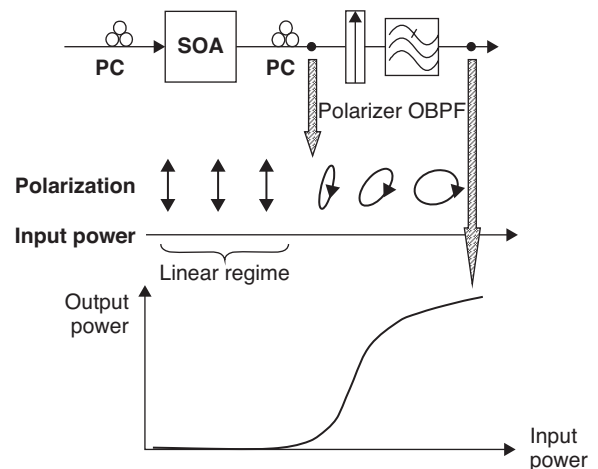 PC
SOA
PC
Polarizer OBPF
Polarization
Input power
Linear regime
Output
power
Input
power